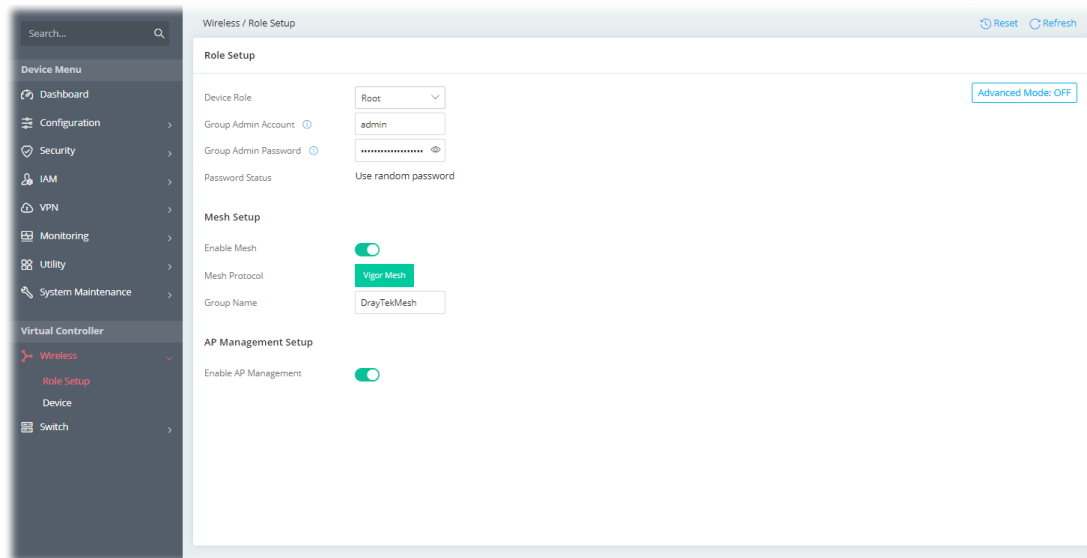 Search...
Device Menu
Dashboard
Configuration
Security
IAM
VPN
Monitoring
Utility
System Maintenance
Virtual Controller
Wireless
Role Setup
Device
Switch
Wireless / Role Setup
Reset Refresh
Role Setup
Advanced Mode: OFF
Device Role Root
Group Admin Account admin
Group Admin Password ••••••••••••••••••
Password Status Use random password
Mesh Setup
Enable Mesh
Mesh Protocol Vigor Mesh
Group Name DrayTekMesh
AP Management Setup
Enable AP Management